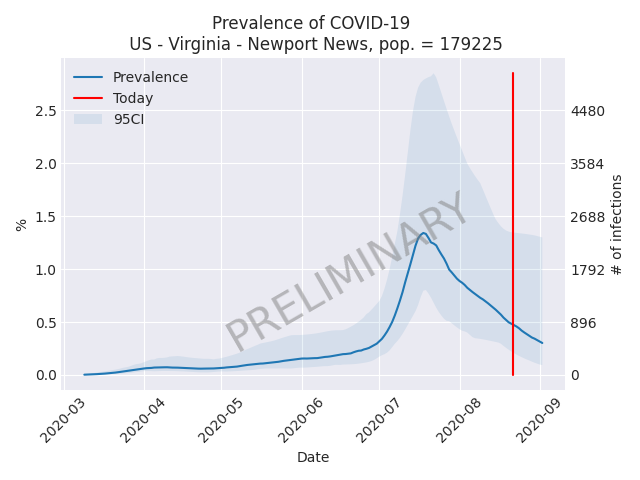 Prevalence of COVID-19
US - Virginia - Newport News, pop. = 179225
Prevalence
Today
95CI
PRELIMINARY
%
2.5
2.0
1.5
1.0
0.5
0.0
4480
3584
2688
1792
896
0
# of infections
2020-03
2020-04
2020-05
2020-06
2020-07
2020-08
2020-09
Date